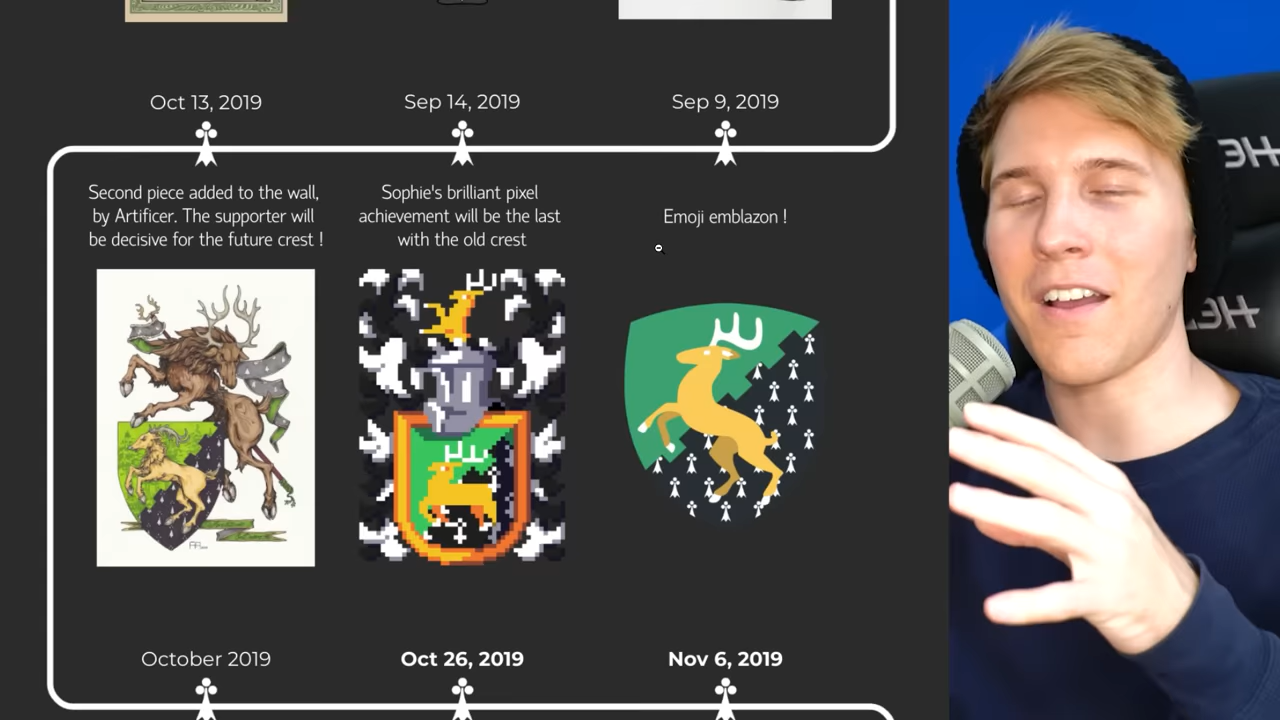 Oct 13, 2019
Sep 14, 2019
Sep 9, 2019
Second piece added to the wall,
by Artificer. The supporter will
be decisive for the future crest !
Sophie's brilliant pixel
achievement will be the last
with the old crest
Emoji emblazon !
October 2019
Oct 26, 2019
Nov 6, 2019